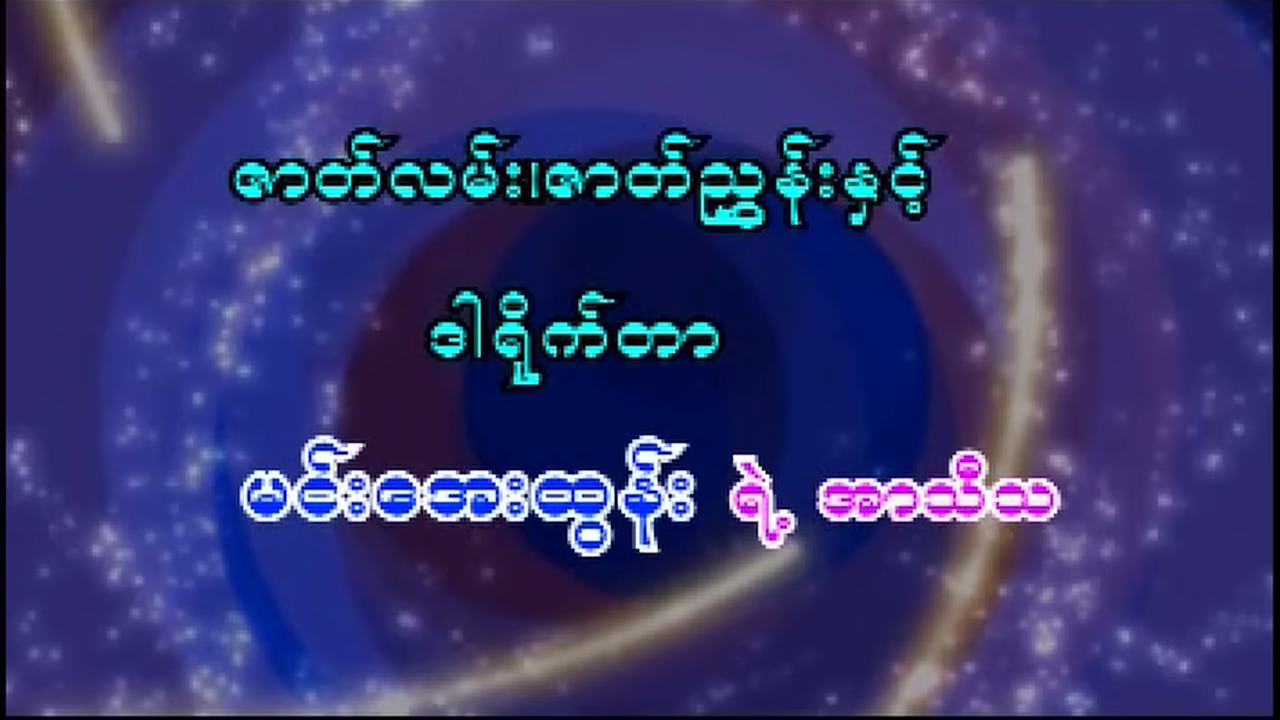 ဇာတ်လမ်း၊ဇာတ်ညွှန်းနှင့်
ဒါရိုက်တာ
မင်းအေးထွန်း ရဲ့ အာသီသ